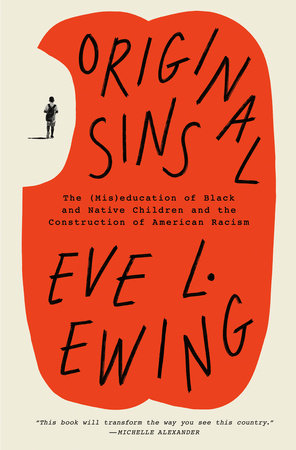 ORIGINAL
SINS
The (Mis)education of Black
and Native Children and the
Construction of American Racism
EVE L.
EWING
"This book will transform the way you see this country."
—MICHELLE ALEXANDER